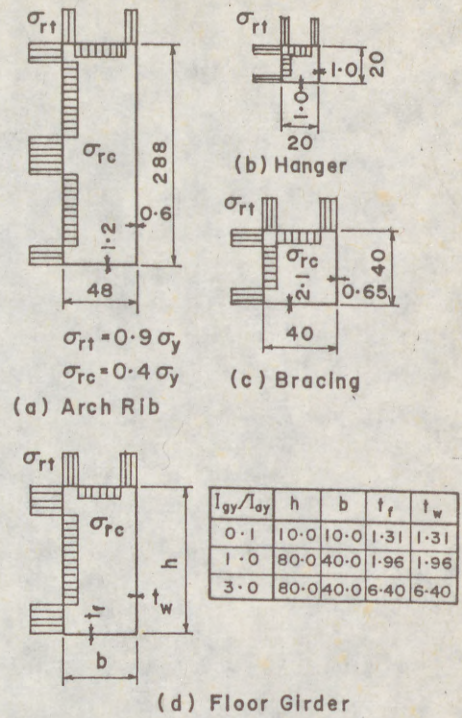 σrt
σrc
288
0.6
1.2
48
σrt=0.9 σy
σrc=0.4 σy
(a) Arch Rib
σrt
1.0
20
1.0
20
(b) Hanger
σrt
σrc
40
2.1
0.65
40
(c) Bracing
σrt
σrc
h
tf
tw
b
Igy/Iay h b tf tw
0.1 10.0 10.0 1.31 1.31
1.0 80.0 40.0 1.96 1.96
3.0 80.0 40.0 6.40 6.40
(d) Floor Girder